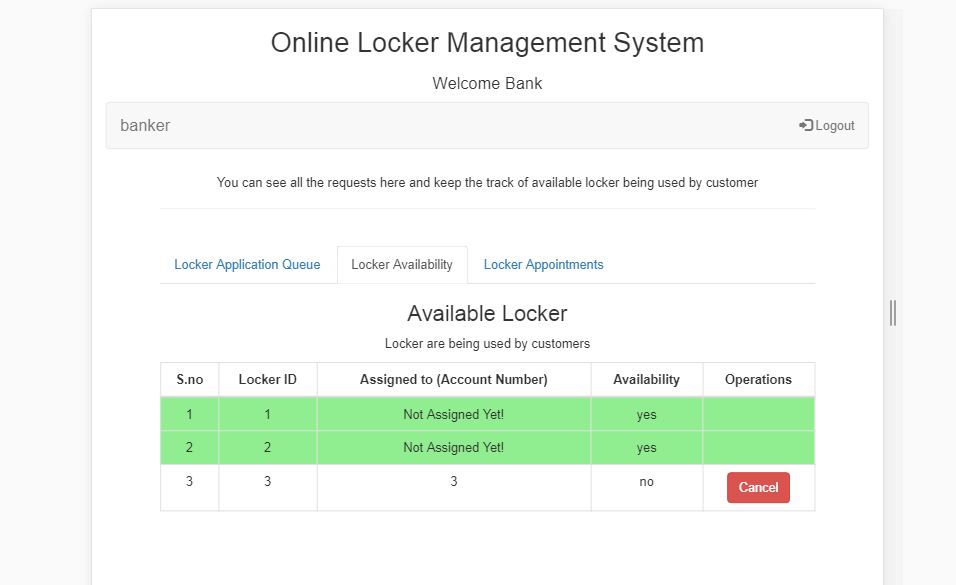 Online Locker Management System
Welcome Bank
banker Logout
You can see all the requests here and keep the track of available locker being used by customer
Locker Application Queue Locker Availability Locker Appointments
Available Locker
Locker are being used by customers
S.no Locker ID Assigned to (Account Number) Availability Operations
1 1 Not Assigned Yet! yes
2 2 Not Assigned Yet! yes
3 3 3 no Cancel